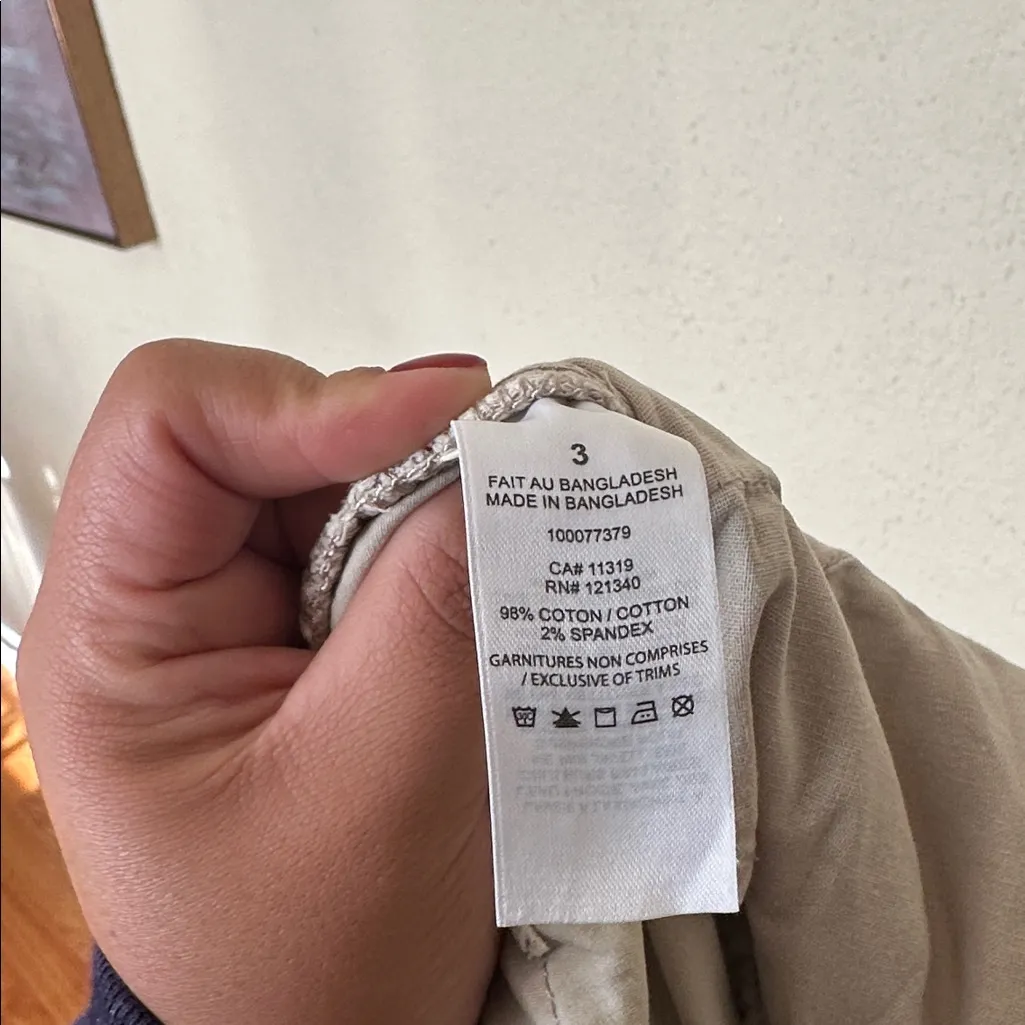 3
FAIT AU BANGLADESH
MADE IN BANGLADESH
100077379
CA# 11319
RN# 121340
98% COTON / COTTON
2% SPANDEX
GARNITURES NON COMPRISES
/ EXCLUSIVE OF TRIMS
30C